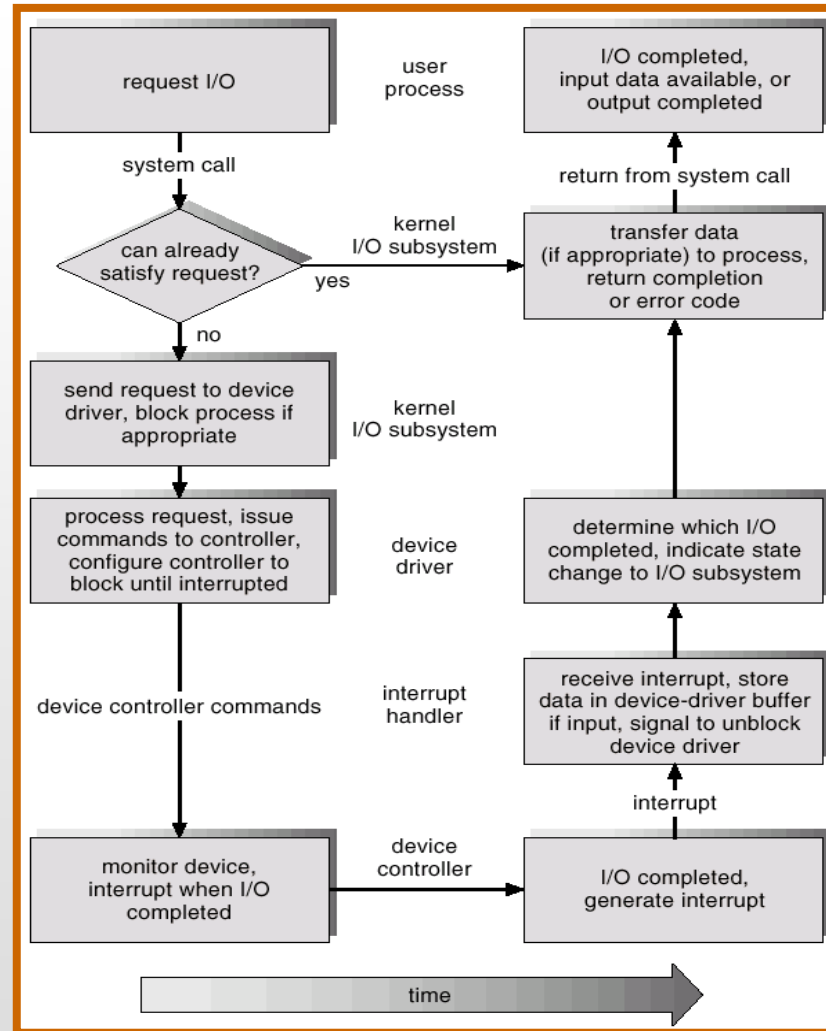 request I/O
user
process
I/O completed,
input data available, or
output completed
system call
return from system call
can already
satisfy request?
kernel
I/O subsystem
yes
transfer data
(if appropriate) to process,
return completion
or error code
no
send request to device
driver, block process if
appropriate
kernel
I/O subsystem
process request, issue
commands to controller,
configure controller to
block until interrupted
device
driver
determine which I/O
completed, indicate state
change to I/O subsystem
device controller commands
interrupt
handler
receive interrupt, store
data in device-driver buffer
if input, signal to unblock
device driver
interrupt
monitor device,
interrupt when I/O
completed
device
controller
I/O completed,
generate interrupt
time